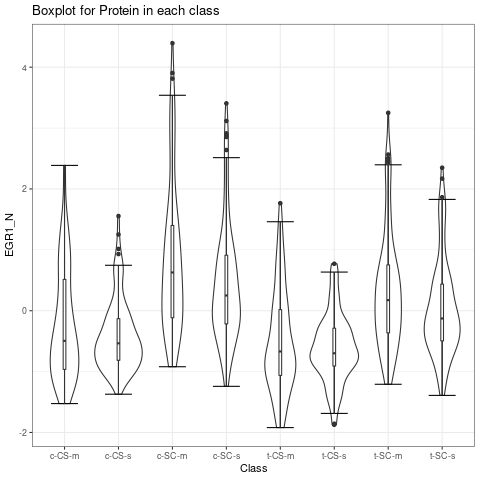 Boxplot for Protein in each class
EGR1_N
4
2
0
-2
c-CS-m c-CS-s c-SC-m c-SC-s t-CS-m t-CS-s t-SC-m t-SC-s
Class